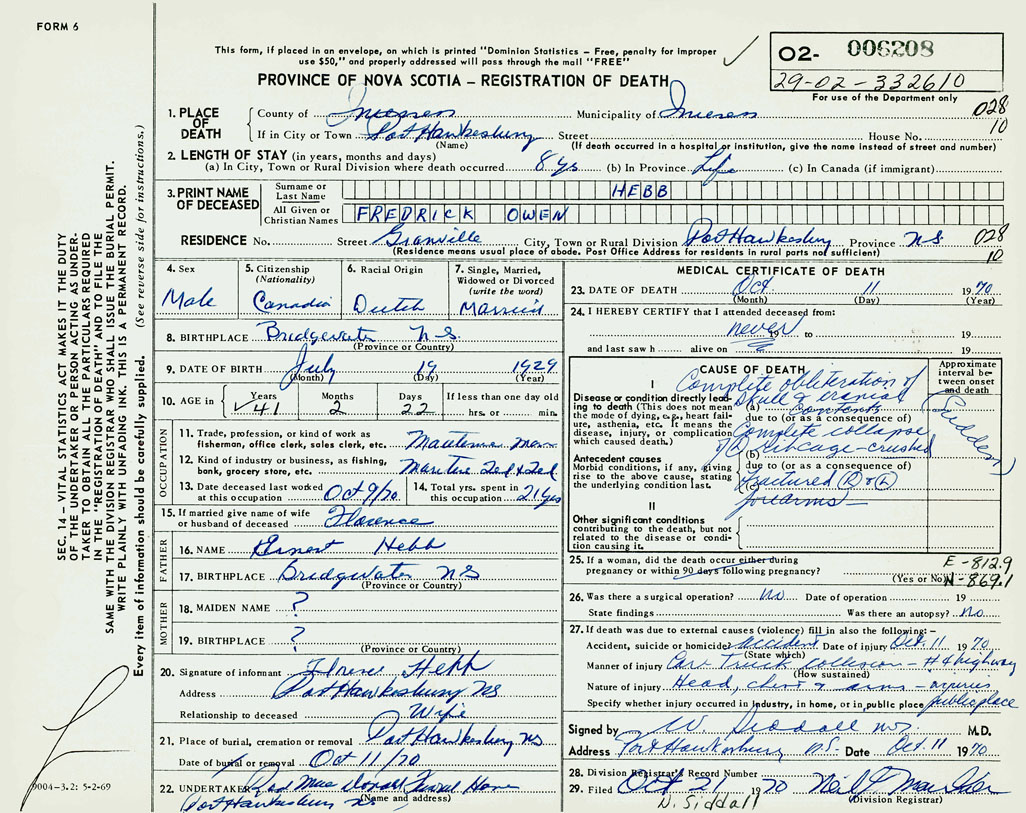 FORM 6
This form, if placed in an envelope, on which is printed "Dominion Statistics – Free, penalty for improper
use $50," and properly addressed will pass through the mail "FREE"
02- 006208
29-02-332610
For use of the Department only
PROVINCE OF NOVA SCOTIA – REGISTRATION OF DEATH
1. PLACE OF DEATH
County of Inverness Municipality of Inverness 028
If in City or Town Port Hawkesbury Street House No. 10
(Name) (If death occurred in a hospital or institution, give the name instead of street and number)
2. LENGTH OF STAY (in years, months and days)
(a) In City, Town or Rural Division where death occurred 8 yrs (b) In Province Life (c) In Canada (if immigrant)
3. PRINT NAME OF DECEASED
Surname or Last Name HEBB
All Given or Christian Names FREDRICK OWEN
RESIDENCE No. Street Granville City, Town or Rural Division Port Hawkesbury Province NS 028
(Residence means usual place of abode. Post Office Address for residents in rural parts not sufficient) 10
4. Sex
Male
5. Citizenship
(Nationality)
Canadian
6. Racial Origin
Dutch
7. Single, Married, Widowed or Divorced
(write the word)
Married
8. BIRTHPLACE Bridgewater N.S.
(Province or Country)
9. DATE OF BIRTH July 19 1929
(Month) (Day) (Year)
10. AGE in
Years Months Days If less than one day old
41 2 22 hrs. or min.
OCCUPATION
11. Trade, profession, or kind of work as
fisherman, office clerk, sales clerk, etc.
12. Kind of industry or business, as fishing,
bank, grocery store, etc. Maritime Tel & Tel
13. Date deceased last worked
at this occupation Oct 9/70
14. Total yrs. spent in
this occupation 21 yrs
15. If married give name of wife
or husband of deceased Florence
FATHER
16. NAME Ernest Hebb
17. BIRTHPLACE Bridgwater NS
(Province or Country)
MOTHER
18. MAIDEN NAME ?
19. BIRTHPLACE ?
(Province or Country)
20. Signature of informant Florence Hebb
Address Port Hawkesbury NS
Relationship to deceased Wife
21. Place of burial, cremation or removal Port Hawkesbury NS
Date of burial or removal Oct 11/70
22. UNDERTAKER MacDonald Funeral Home
(Name and address)
Port Hawkesbury NS
MEDICAL CERTIFICATE OF DEATH
23. DATE OF DEATH Oct 11 1970
(Month) (Day) (Year)
24. I HEREBY CERTIFY that I attended deceased from:
never 19 to 19
and last saw h alive on 19
CAUSE OF DEATH
Approximate interval between onset and death
I
Disease or condition directly leading to death (This does not mean the mode of dying, e.g., heart failure, asthenia, etc. It means the disease, injury, or complication which caused death.)
Complete obliteration of
skull & cranial
(a) contents
due to (or as a consequence of)
Complete collapse
of ribcage-crushed
Sudden
Antecedent causes
Morbid conditions, if any, giving rise to the above cause, stating the underlying condition last.
(b)
due to (or as a consequence of)
(c) Fractured (R) & (L)
forearms
II
Other significant conditions
contributing to the death, but not related to the disease or condition causing it.
25. If a woman, did the death occur either during
pregnancy or within 90 days following pregnancy?
(Yes or No)
E-812.9
N-869.1
26. Was there a surgical operation? No Date of operation 19
State findings Was there an autopsy? No
27. If death was due to external causes (violence) fill in also the following:–
Accident, suicide or homicide? Accident Date of injury Oct. 11 1970
(State which)
Manner of injury Car Truck Collision - #4 highway
(How sustained)
Nature of injury Head, chest & arms - injuries
Specify whether injury occurred in industry, in home, or in public place public place
Signed by W. Siddall MD M.D.
Address Port Hawkesbury N.S. Date Oct. 11 1970
28. Division Registrar's Record Number
29. Filed Oct 21 1970
(Division Registrar)
N. Siddall
SEC. 14 – VITAL STATISTICS ACT MAKES IT THE DUTY
OF THE UNDERTAKER OR PERSON ACTING AS UNDER-
TAKER TO OBTAIN ALL THE PARTICULARS REQUIRED
IN THE "REGISTRATION OF DEATH" AND TO FILE THE
SAME WITH THE DIVISION REGISTRAR WHO SHALL ISSUE THE BURIAL PERMIT.
WRITE PLAINLY WITH UNFADING INK. THIS IS A PERMANENT RECORD.
Every item of information should be carefully supplied. (See reverse side for instructions.)
9004-3.2: 5-2-69